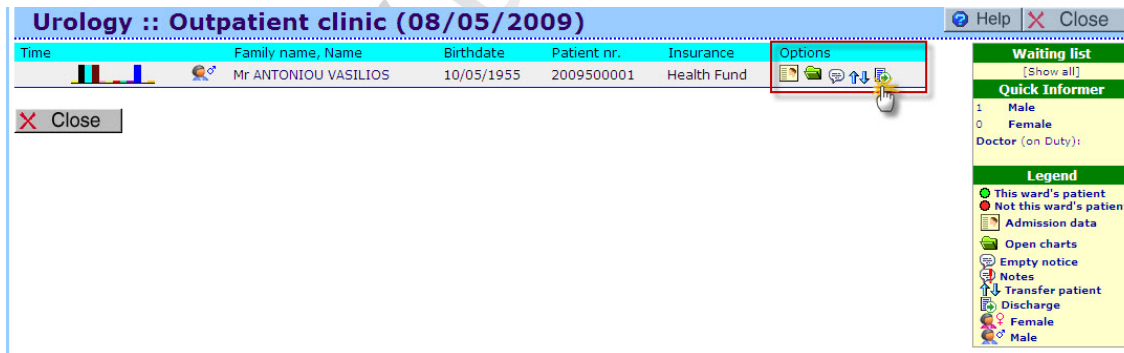 Urology :: Outpatient clinic (08/05/2009)
Help
Close
Time Family name, Name Birthdate Patient nr. Insurance Options
Mr ANTONIOU VASILIOS 10/05/1955 2009500001 Health Fund
Close
Waiting list
[Show all]
Quick Informer
1 Male
0 Female
Doctor (on Duty):
Legend
This ward's patient
Not this ward's patien
Admission data
Open charts
Empty notice
Notes
Transfer patient
Discharge
Female
Male